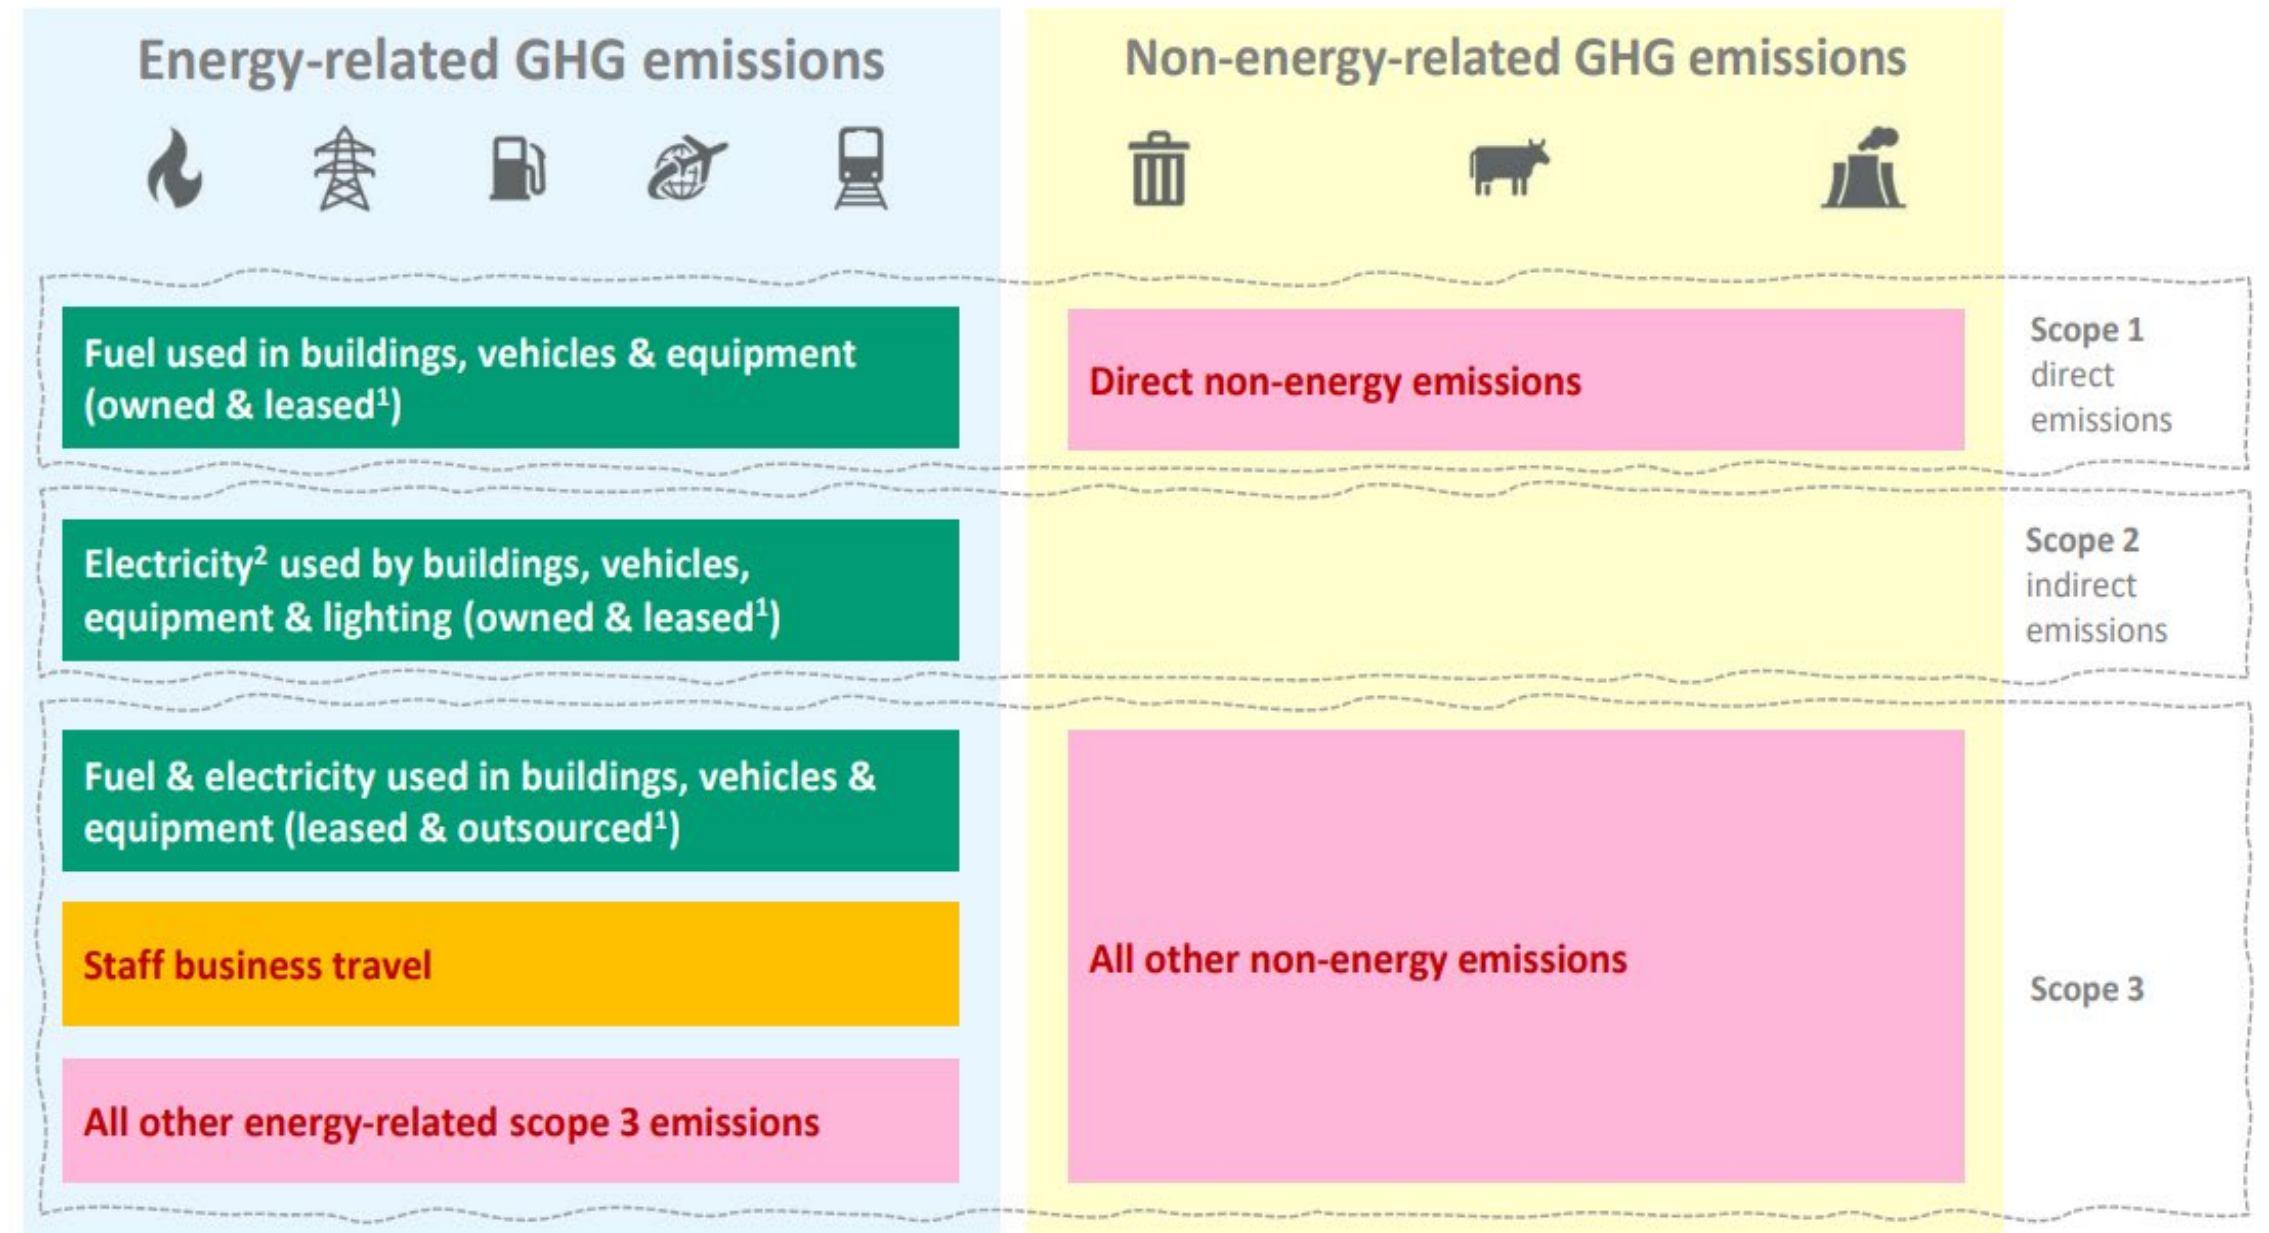 Energy-related GHG emissions
Non-energy-related GHG emissions
Fuel used in buildings, vehicles & equipment
(owned & leased¹)
Direct non-energy emissions
Scope 1
direct
emissions
Electricity² used by buildings, vehicles,
equipment & lighting (owned & leased¹)
Scope 2
indirect
emissions
Fuel & electricity used in buildings, vehicles &
equipment (leased & outsourced¹)
Staff business travel
All other energy-related scope 3 emissions
All other non-energy emissions
Scope 3